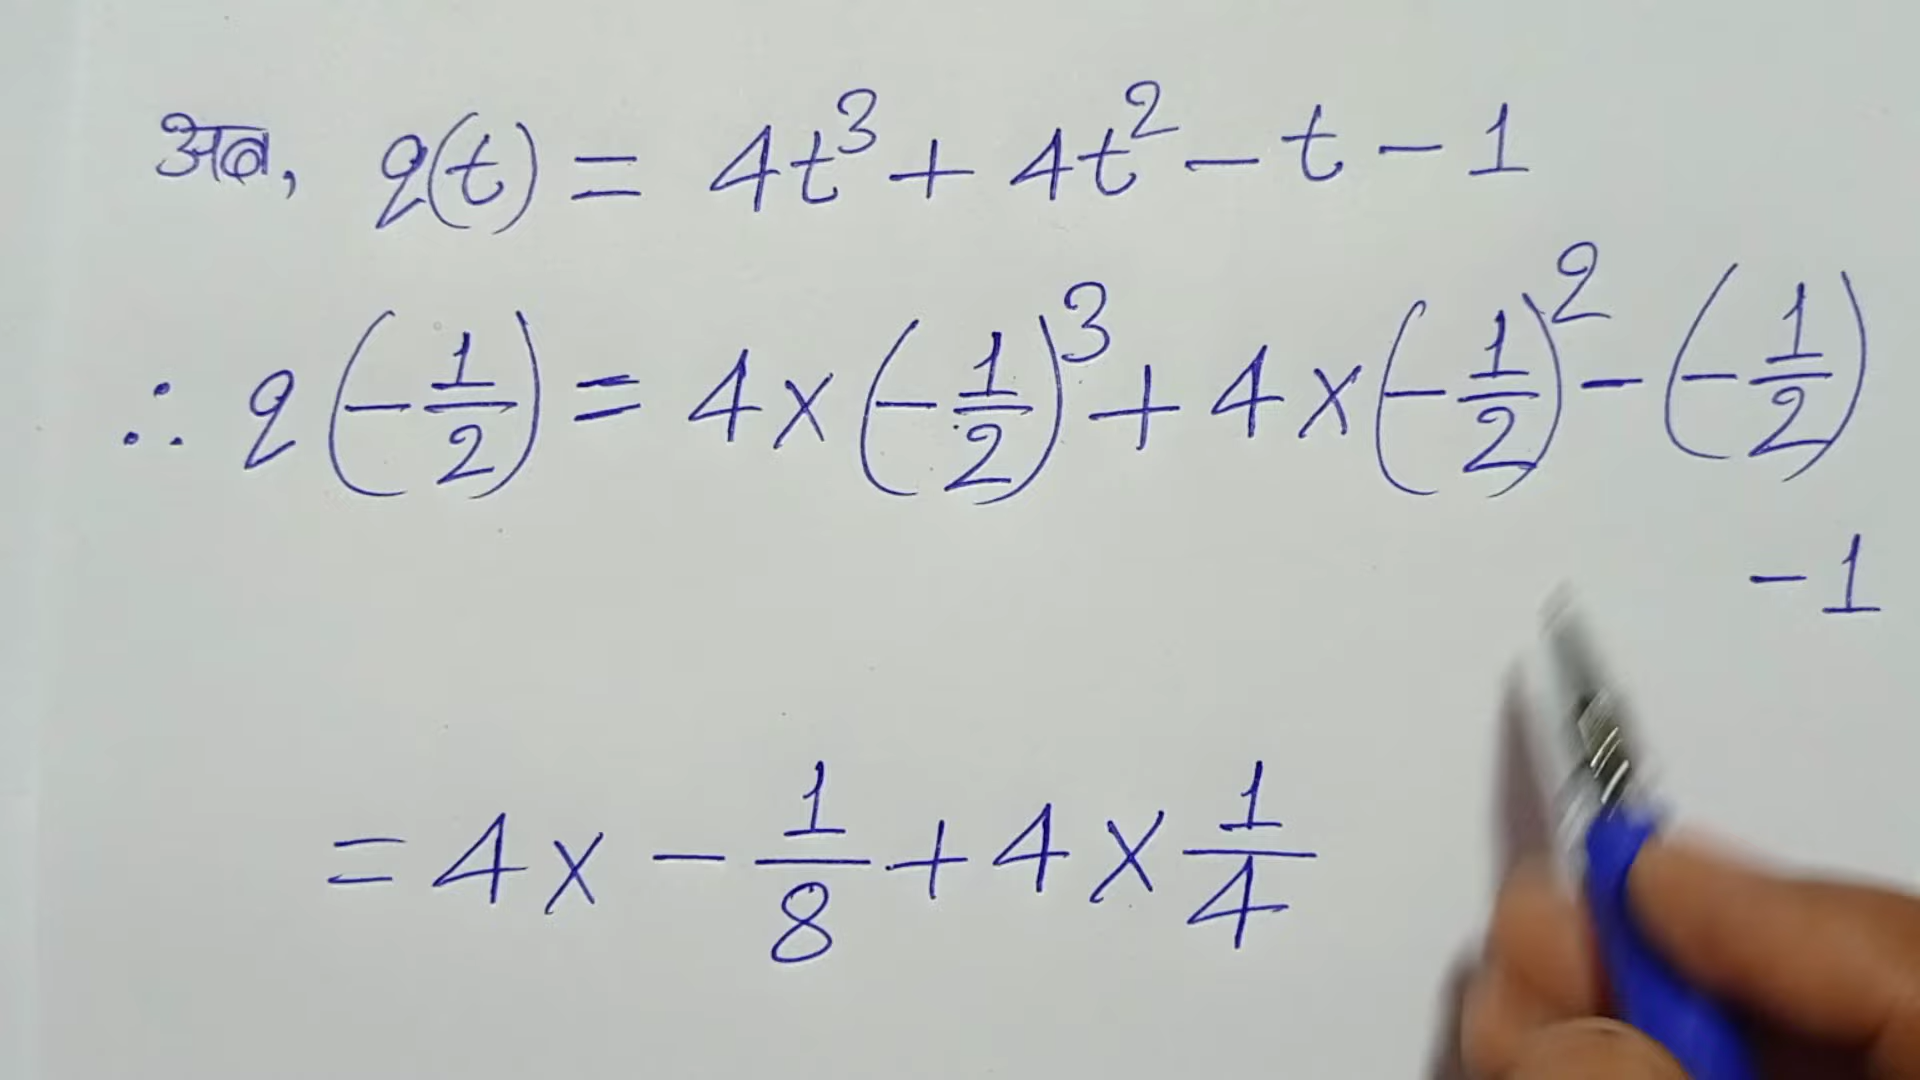 अब, q(t) = 4t³ + 4t² − t − 1
∴ q(−1/2) = 4×(−1/2)³ + 4×(−1/2)² − (−1/2)
−1
= 4× −1/8 + 4×1/4